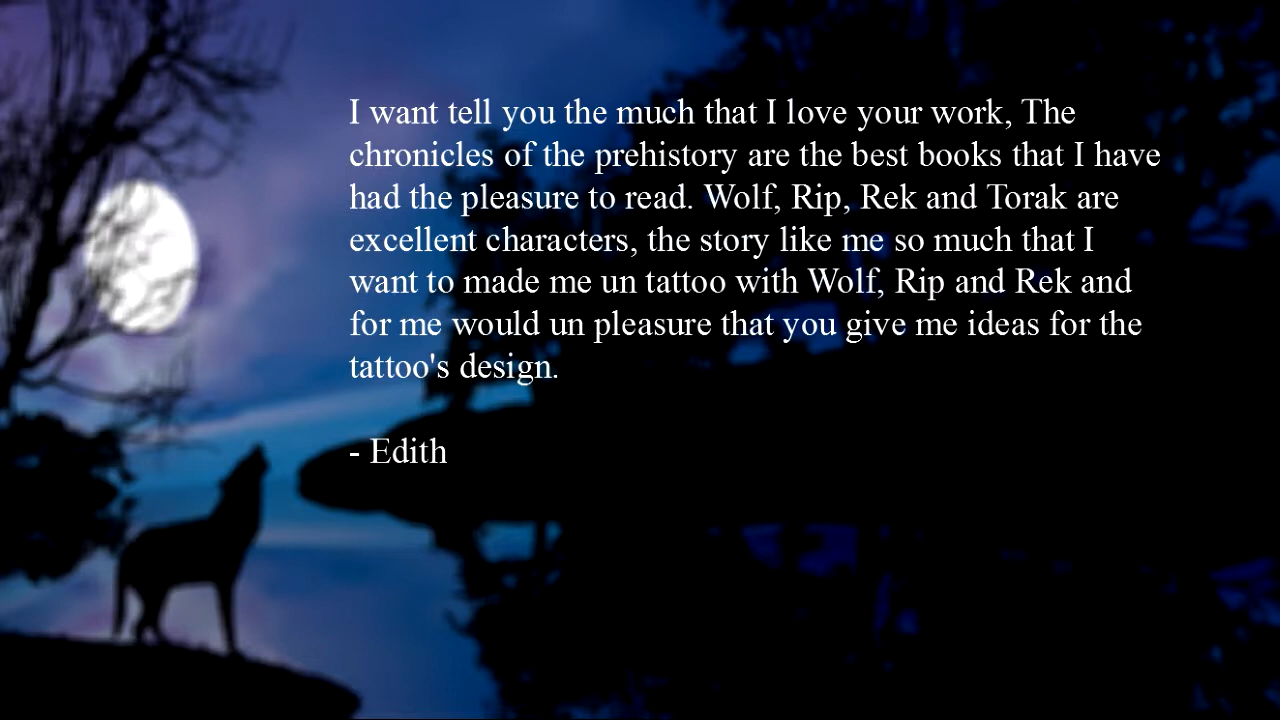 I want tell you the much that I love your work, The
chronicles of the prehistory are the best books that I have
had the pleasure to read. Wolf, Rip, Rek and Torak are
excellent characters, the story like me so much that I
want to made me un tattoo with Wolf, Rip and Rek and
for me would un pleasure that you give me ideas for the
tattoo's design.
- Edith